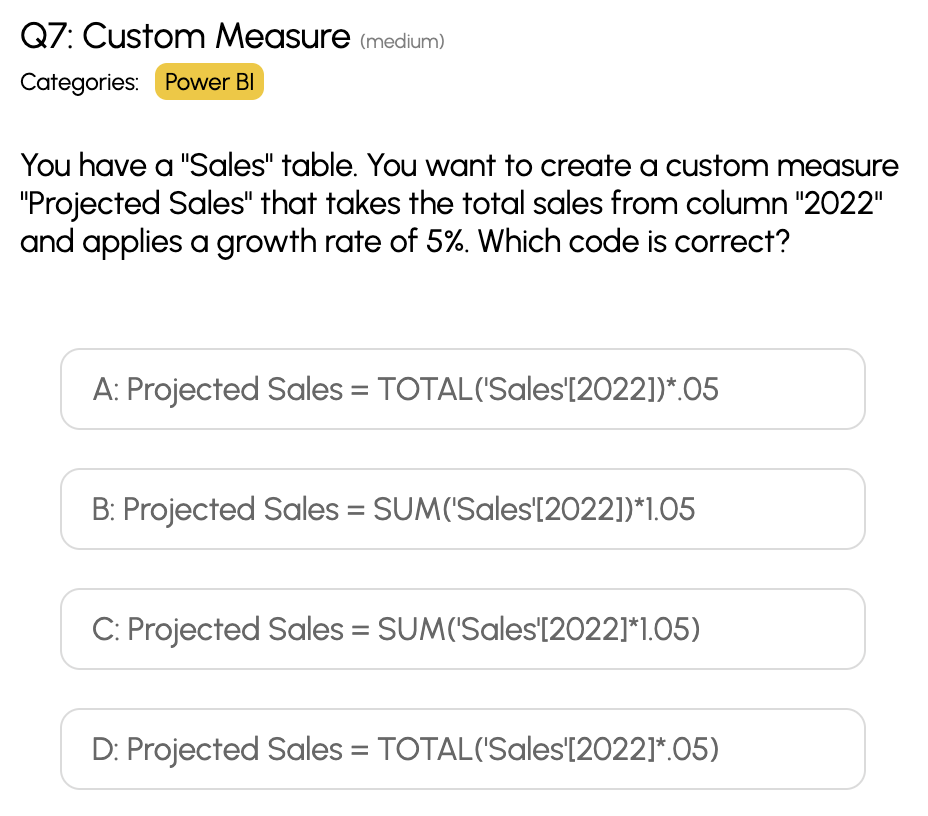 Q7: Custom Measure (medium)
Categories: Power BI
You have a "Sales" table. You want to create a custom measure
"Projected Sales" that takes the total sales from column "2022"
and applies a growth rate of 5%. Which code is correct?
A: Projected Sales = TOTAL('Sales'[2022])*.05
B: Projected Sales = SUM('Sales'[2022])*1.05
C: Projected Sales = SUM('Sales'[2022]*1.05)
D: Projected Sales = TOTAL('Sales'[2022]*.05)